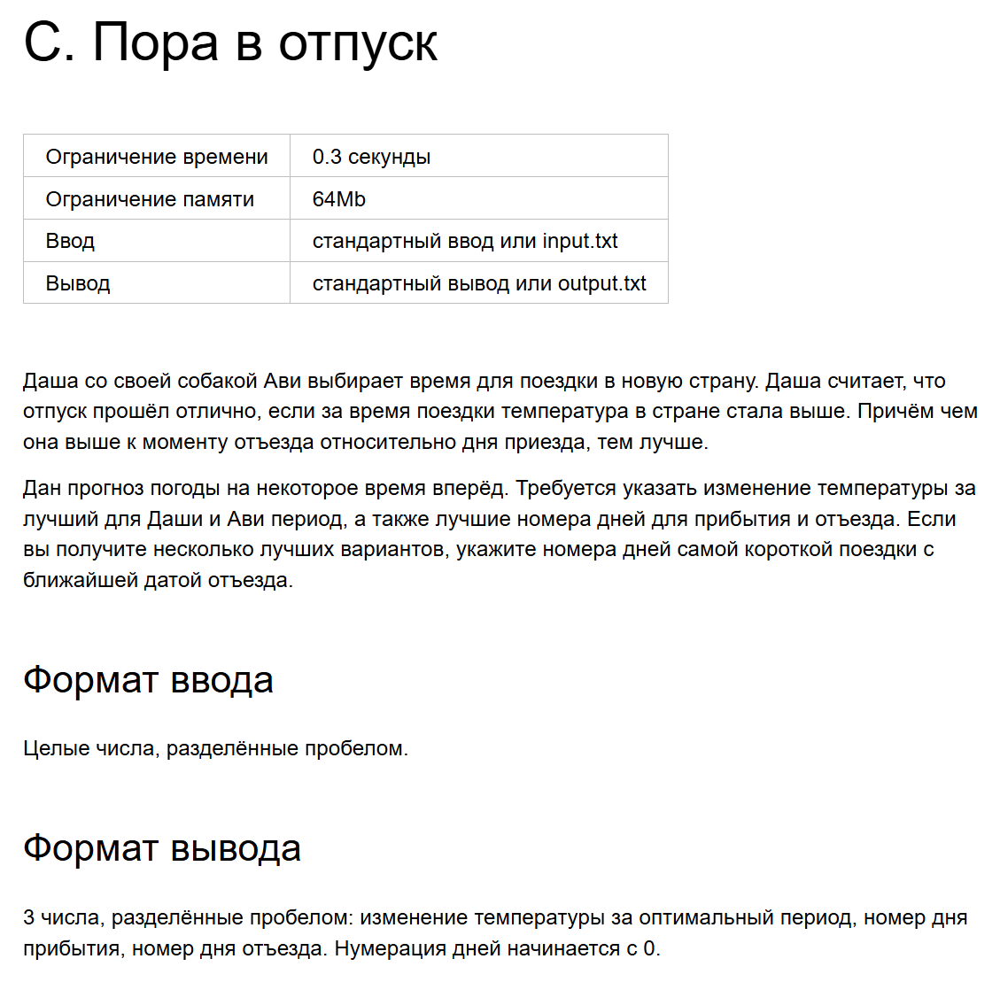 C. Пора в отпуск
Ограничение времени 0.3 секунды
Ограничение памяти 64Mb
Ввод стандартный ввод или input.txt
Вывод стандартный вывод или output.txt
Даша со своей собакой Ави выбирает время для поездки в новую страну. Даша считает, что
отпуск прошёл отлично, если за время поездки температура в стране стала выше. Причём чем
она выше к моменту отъезда относительно дня приезда, тем лучше.
Дан прогноз погоды на некоторое время вперёд. Требуется указать изменение температуры за
лучший для Даши и Ави период, а также лучшие номера дней для прибытия и отъезда. Если
вы получите несколько лучших вариантов, укажите номера дней самой короткой поездки с
ближайшей датой отъезда.
Формат ввода
Целые числа, разделённые пробелом.
Формат вывода
3 числа, разделённые пробелом: изменение температуры за оптимальный период, номер дня
прибытия, номер дня отъезда. Нумерация дней начинается с 0.